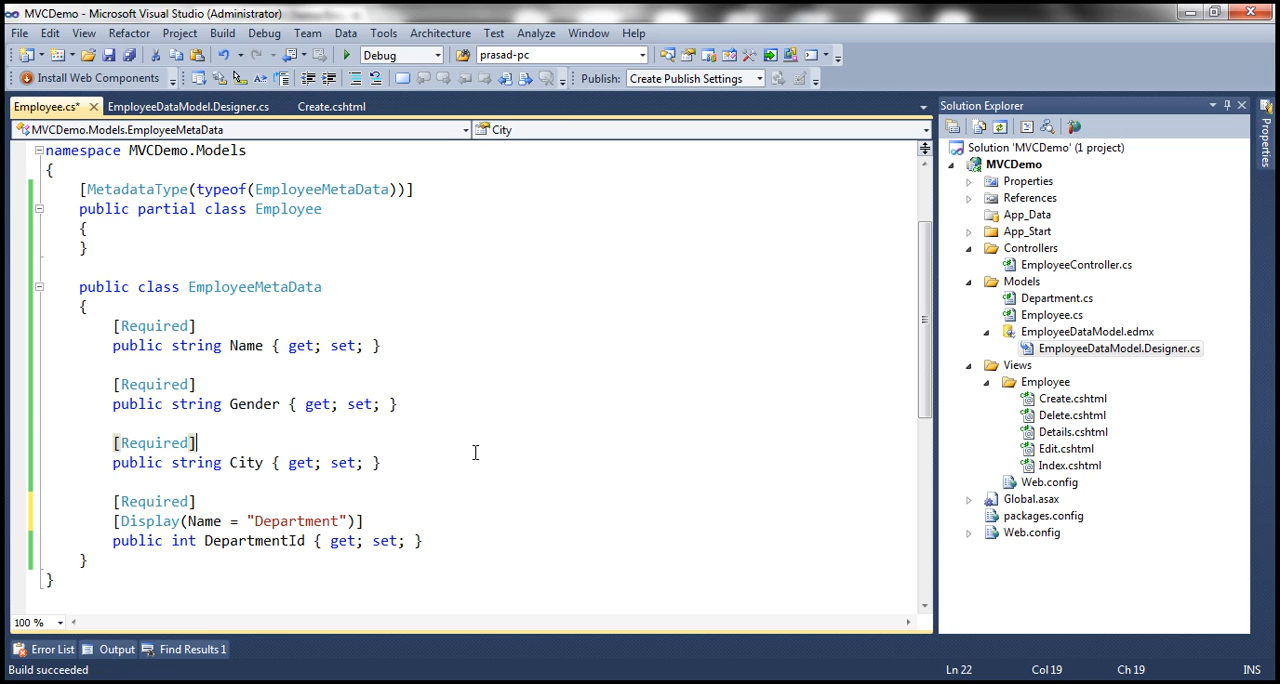 MVCDemo - Microsoft Visual Studio (Administrator)
File Edit View Refactor Project Build Debug Team Data Tools Architecture Test Analyze Window Help
Debug prasad-pc
Install Web Components Publish: Create Publish Settings
Employee.cs* EmployeeDataModel.Designer.cs Create.cshtml
MVCDemo.Models.EmployeeMetaData City
namespace MVCDemo.Models
{
[MetadataType(typeof(EmployeeMetaData))]
public partial class Employee
{
}
public class EmployeeMetaData
{
[Required]
public string Name { get; set; }
[Required]
public string Gender { get; set; }
[Required]
public string City { get; set; }
[Required]
[Display(Name = "Department")]
public int DepartmentId { get; set; }
}
}
100 %
Solution Explorer
Solution 'MVCDemo' (1 project)
MVCDemo
Properties
References
App_Data
App_Start
Controllers
EmployeeController.cs
Models
Department.cs
Employee.cs
EmployeeDataModel.edmx
EmployeeDataModel.Designer.cs
Views
Employee
Create.cshtml
Delete.cshtml
Details.cshtml
Edit.cshtml
Index.cshtml
Web.config
Global.asax
packages.config
Web.config
Properties
Error List Output Find Results 1
Build succeeded Ln 22 Col 19 Ch 19 INS